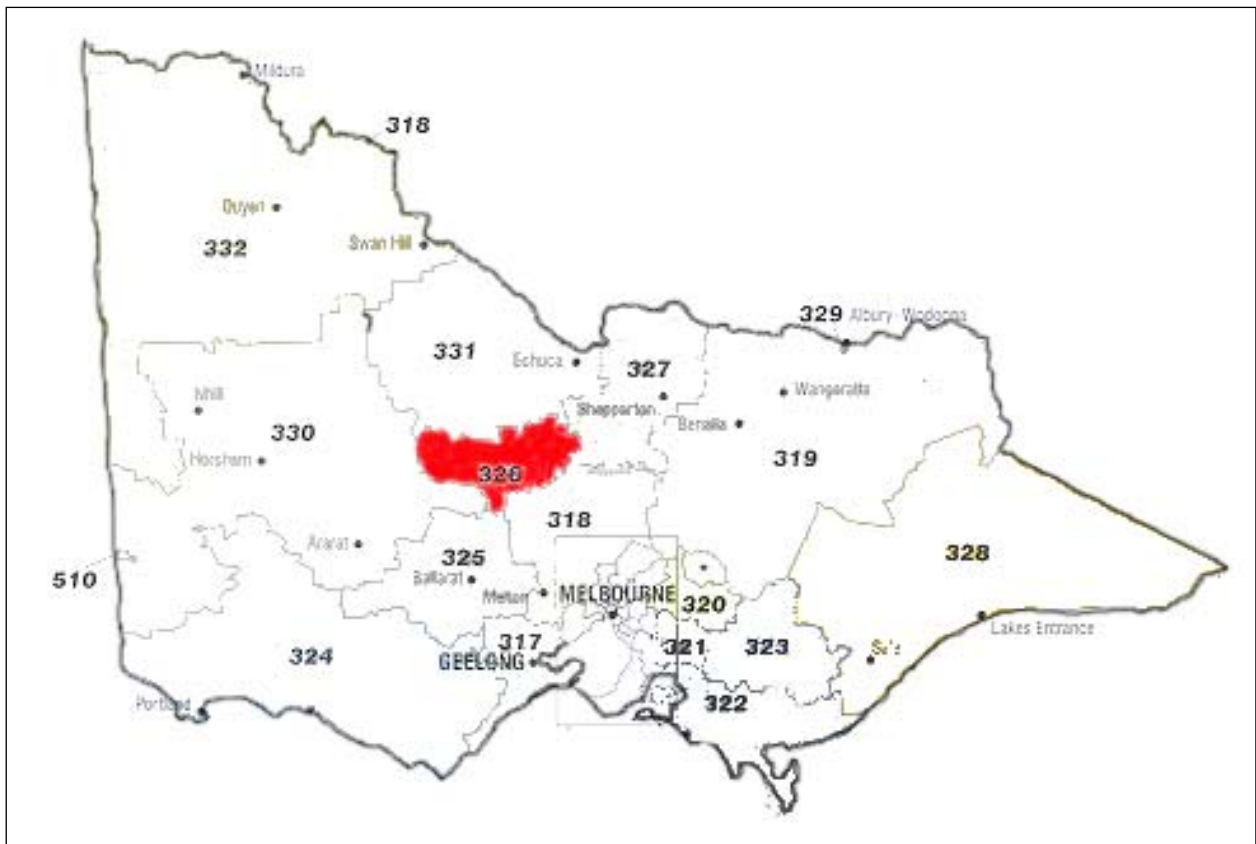 Mildura
318
Ouyen
332
Swan Hill
329 Albury - Wodonga
331
Echuca
327
Wangaratta
Nhill
Shepparton
Benalla
330
Horsham
319
326
318
Ararat
325
328
510
Ballarat
Melton
MELBOURNE
320
Lakes Entrance
317
321
323
324
GEELONG
Sale
Portland
322